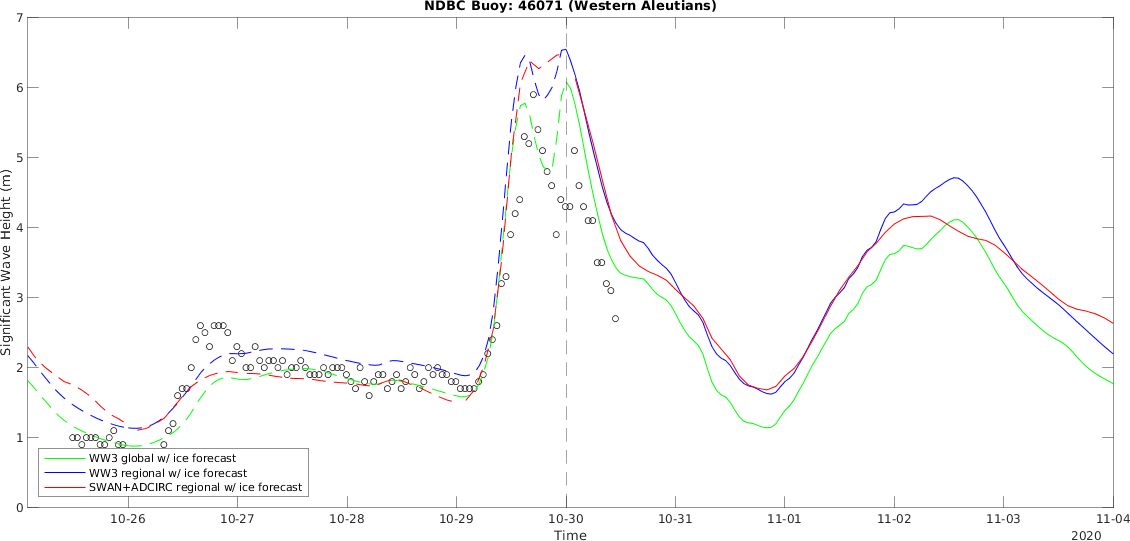 NDBC Buoy: 46071 (Western Aleutians)
Significant Wave Height (m)
7
6
5
4
3
2
1
0
WW3 global w/ ice forecast
WW3 regional w/ ice forecast
SWAN+ADCIRC regional w/ ice forecast
10-26 10-27 10-28 10-29 10-30 10-31 11-01 11-02 11-03 11-04
Time
2020